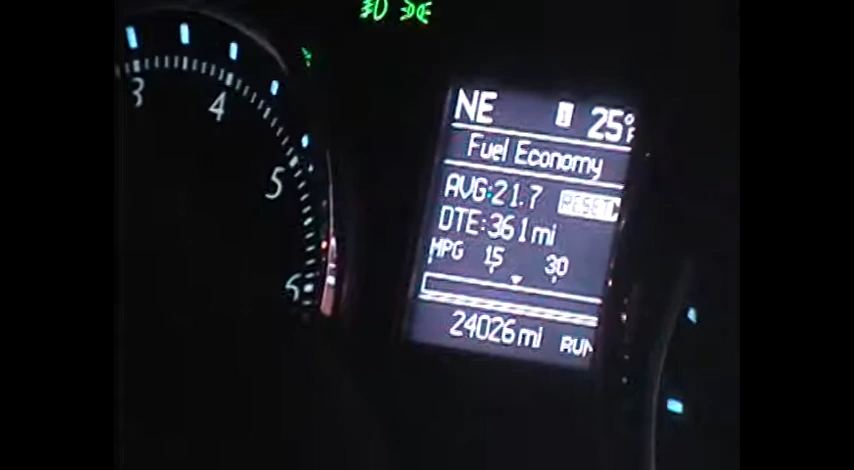 3
4
5
6
NE 1 25°F
Fuel Economy
AVG:21.7 RESET
DTE:361mi
MPG 15 30
24026mi RUN